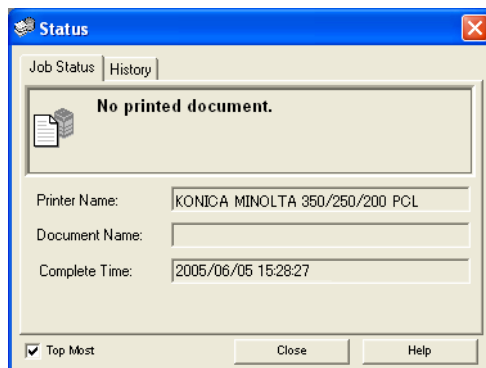 Status
Job Status History
No printed document.
Printer Name: KONICA MINOLTA 350/250/200 PCL
Document Name:
Complete Time: 2005/06/05 15:28:27
Top Most Close Help